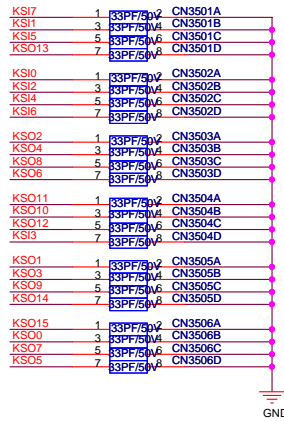 KSI7 1 33PF/50V 2 CN3501A
KSI1 3 33PF/50V 4 CN3501B
KSI5 5 33PF/50V 6 CN3501C
KSO13 7 33PF/50V 8 CN3501D
KSI0 1 33PF/50V 2 CN3502A
KSI2 3 33PF/50V 4 CN3502B
KSI4 5 33PF/50V 6 CN3502C
KSI6 7 33PF/50V 8 CN3502D
KSO2 1 33PF/50V 2 CN3503A
KSO4 3 33PF/50V 4 CN3503B
KSO8 5 33PF/50V 6 CN3503C
KSO6 7 33PF/50V 8 CN3503D
KSO11 1 33PF/50V 2 CN3504A
KSO10 3 33PF/50V 4 CN3504B
KSO12 5 33PF/50V 6 CN3504C
KSI3 7 33PF/50V 8 CN3504D
KSO1 1 33PF/50V 2 CN3505A
KSO3 3 33PF/50V 4 CN3505B
KSO9 5 33PF/50V 6 CN3505C
KSO14 7 33PF/50V 8 CN3505D
KSO15 1 33PF/50V 2 CN3506A
KSO0 3 33PF/50V 4 CN3506B
KSO7 5 33PF/50V 6 CN3506C
KSO5 7 33PF/50V 8 CN3506D
GND